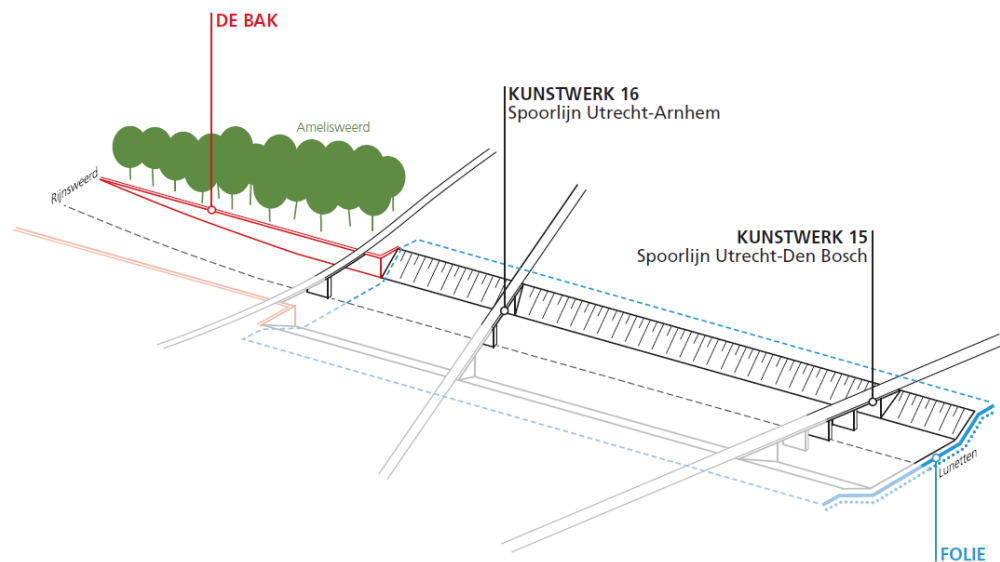 DE BAK
KUNSTWERK 16
Spoorlijn Utrecht-Arnhem
Amelisweerd
Rijnsweerd
KUNSTWERK 15
Spoorlijn Utrecht-Den Bosch
Lunetten
FOLIE